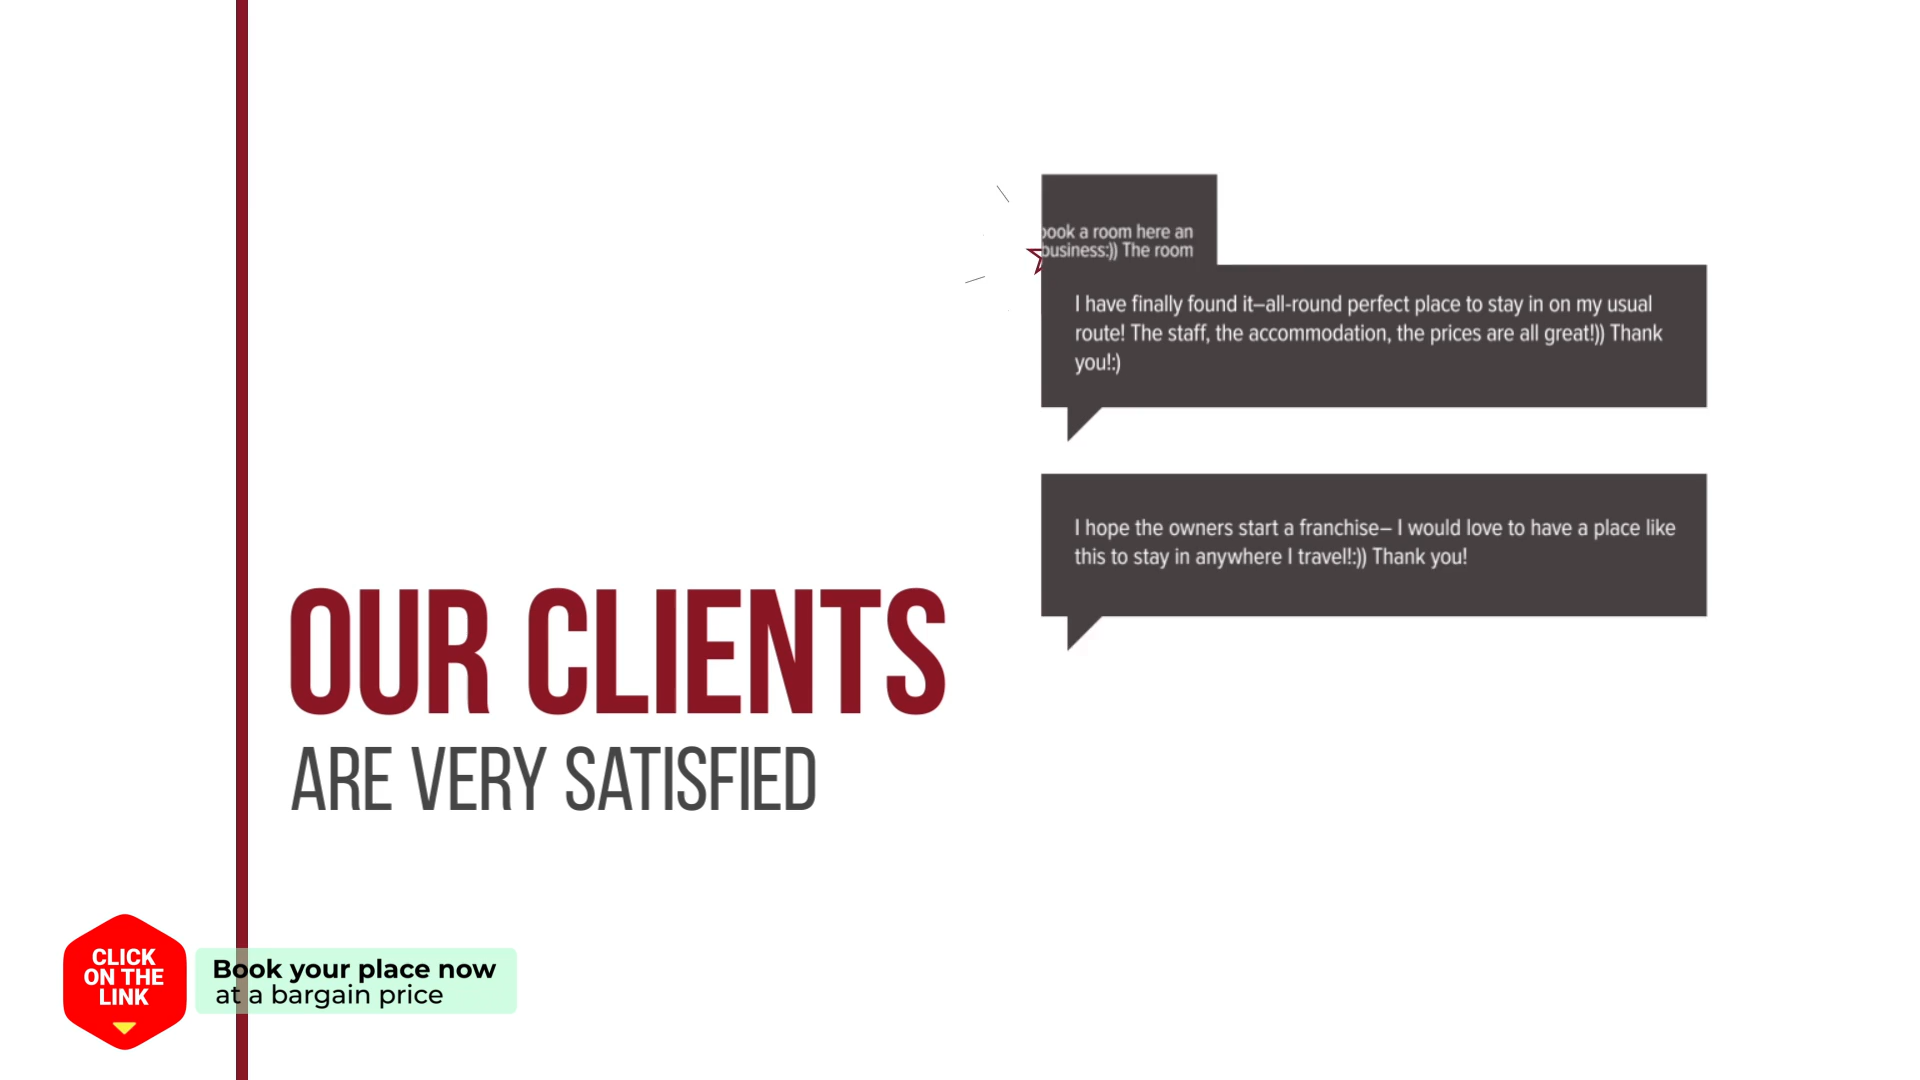 OUR CLIENTS
ARE VERY SATISFIED
book a room here an
business:)) The room
I have finally found it–all-round perfect place to stay in on my usual
route! The staff, the accommodation, the prices are all great!)) Thank
you!:)
I hope the owners start a franchise– I would love to have a place like
this to stay in anywhere I travel!:)) Thank you!
CLICK
ON THE
LINK
Book your place now
at a bargain price